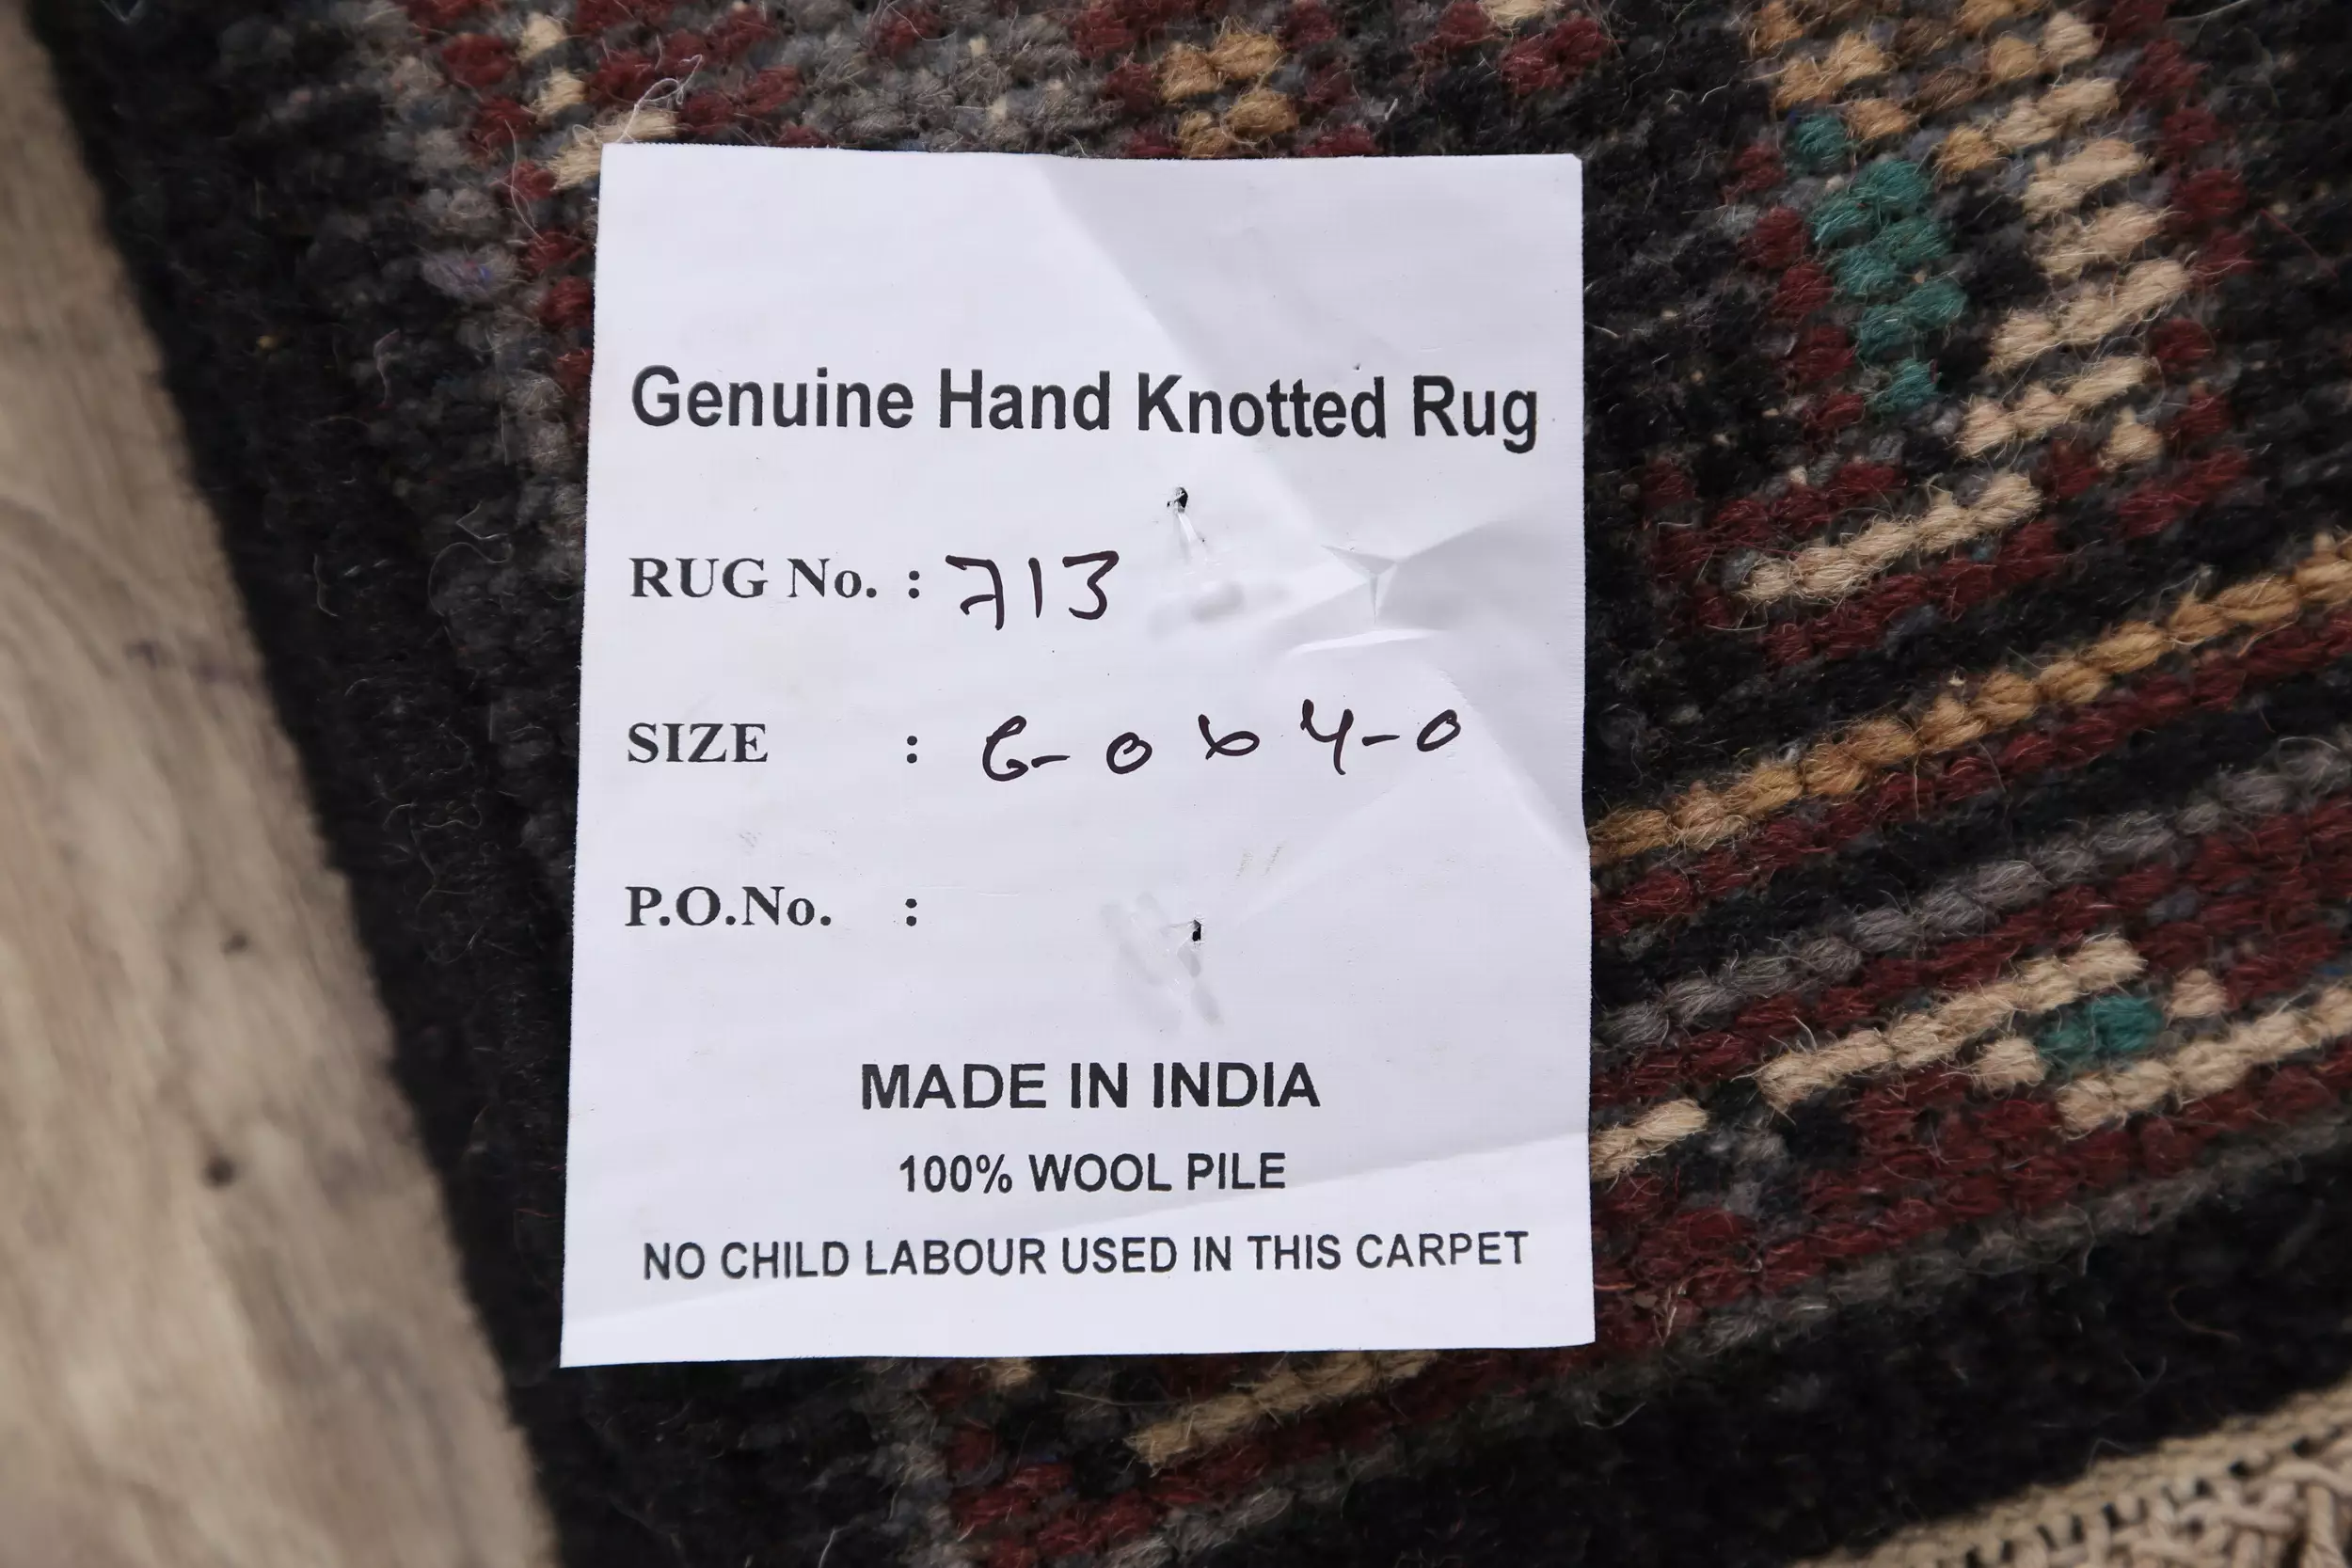 Genuine Hand Knotted Rug
RUG No. : 713
SIZE : 6-0 x 4-0
P.O.No. :
MADE IN INDIA
100% WOOL PILE
NO CHILD LABOUR USED IN THIS CARPET